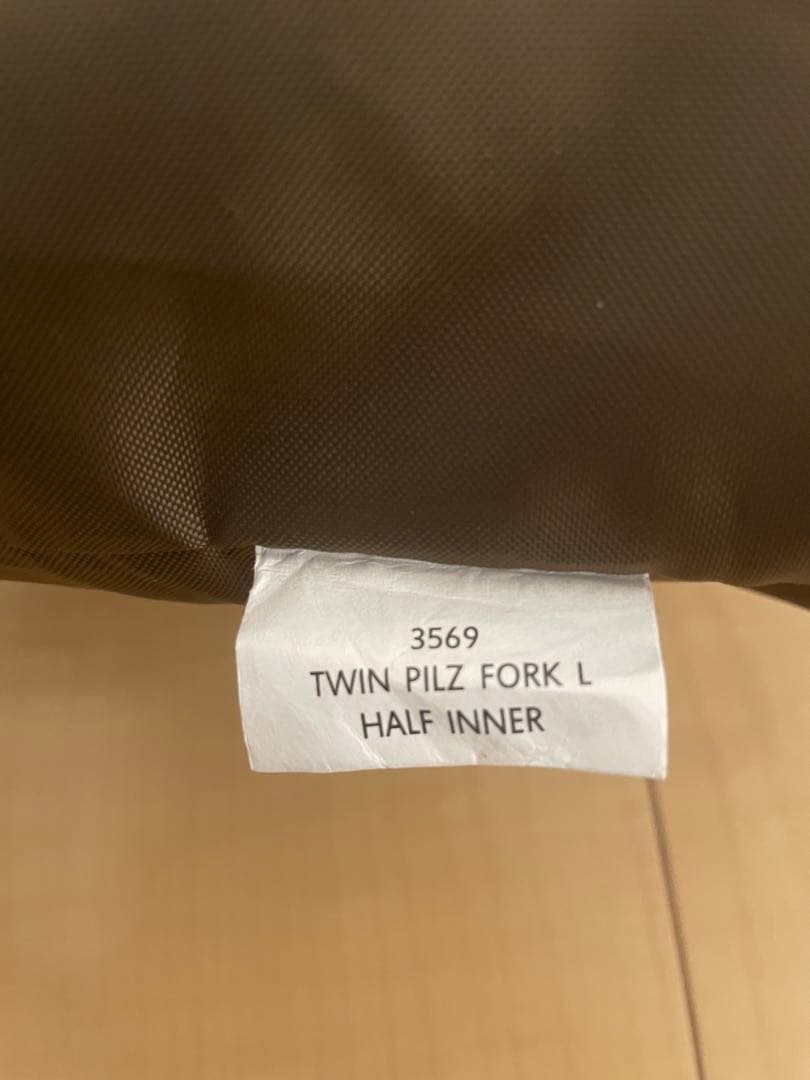 3569
TWIN PILZ FORK L
HALF INNER